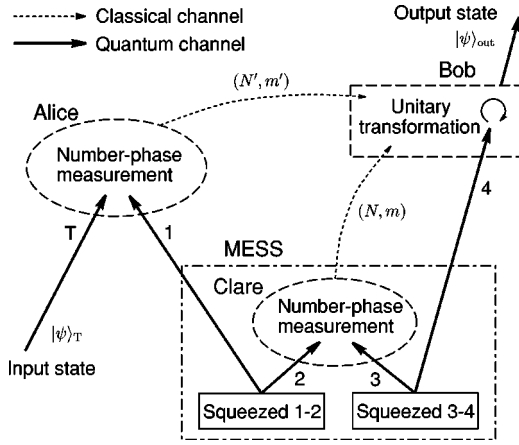 Classical channel
Quantum channel
Output state
|ψ⟩out
Bob
Unitary
transformation
(N′, m′)
Alice
Number-phase
measurement
4
T
1
(N, m)
MESS
Clare
Number-phase
measurement
|ψ⟩T
2
3
Input state
Squeezed 1-2
Squeezed 3-4